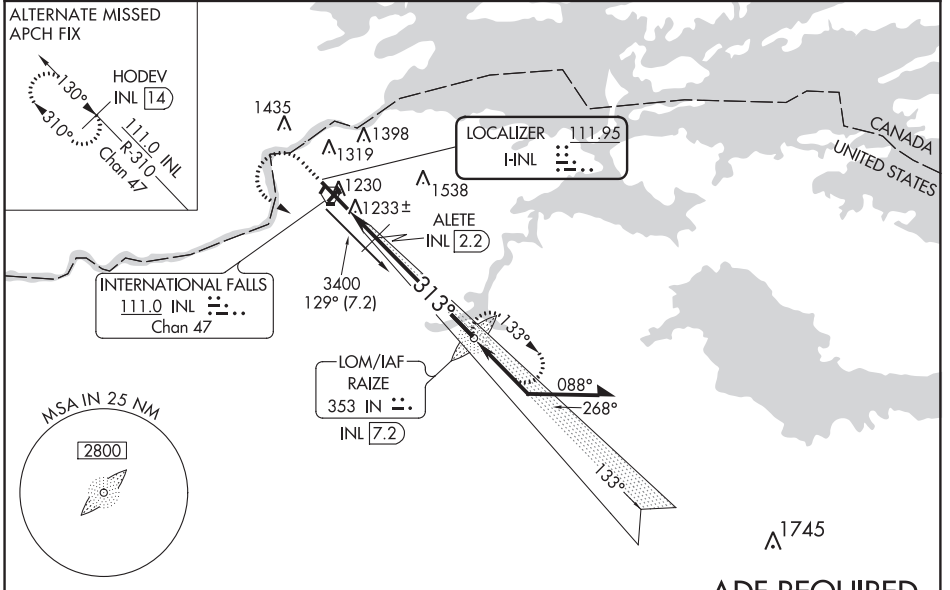 ALTERNATE MISSED
APCH FIX
HODEV
INL 14
130°
310°
111.0 INL
R-310
Chan 47
1435
1398
1319
LOCALIZER 111.95
I-INL
CANADA
UNITED STATES
1230
1538
1233±
ALETE
INL 2.2
INTERNATIONAL FALLS
111.0 INL
Chan 47
3400
129° (7.2)
313°
133°
LOM/IAF
RAIZE
353 IN
INL 7.2
088°
268°
MSA IN 25 NM
2800
133°
1745
ADF REQUIRED